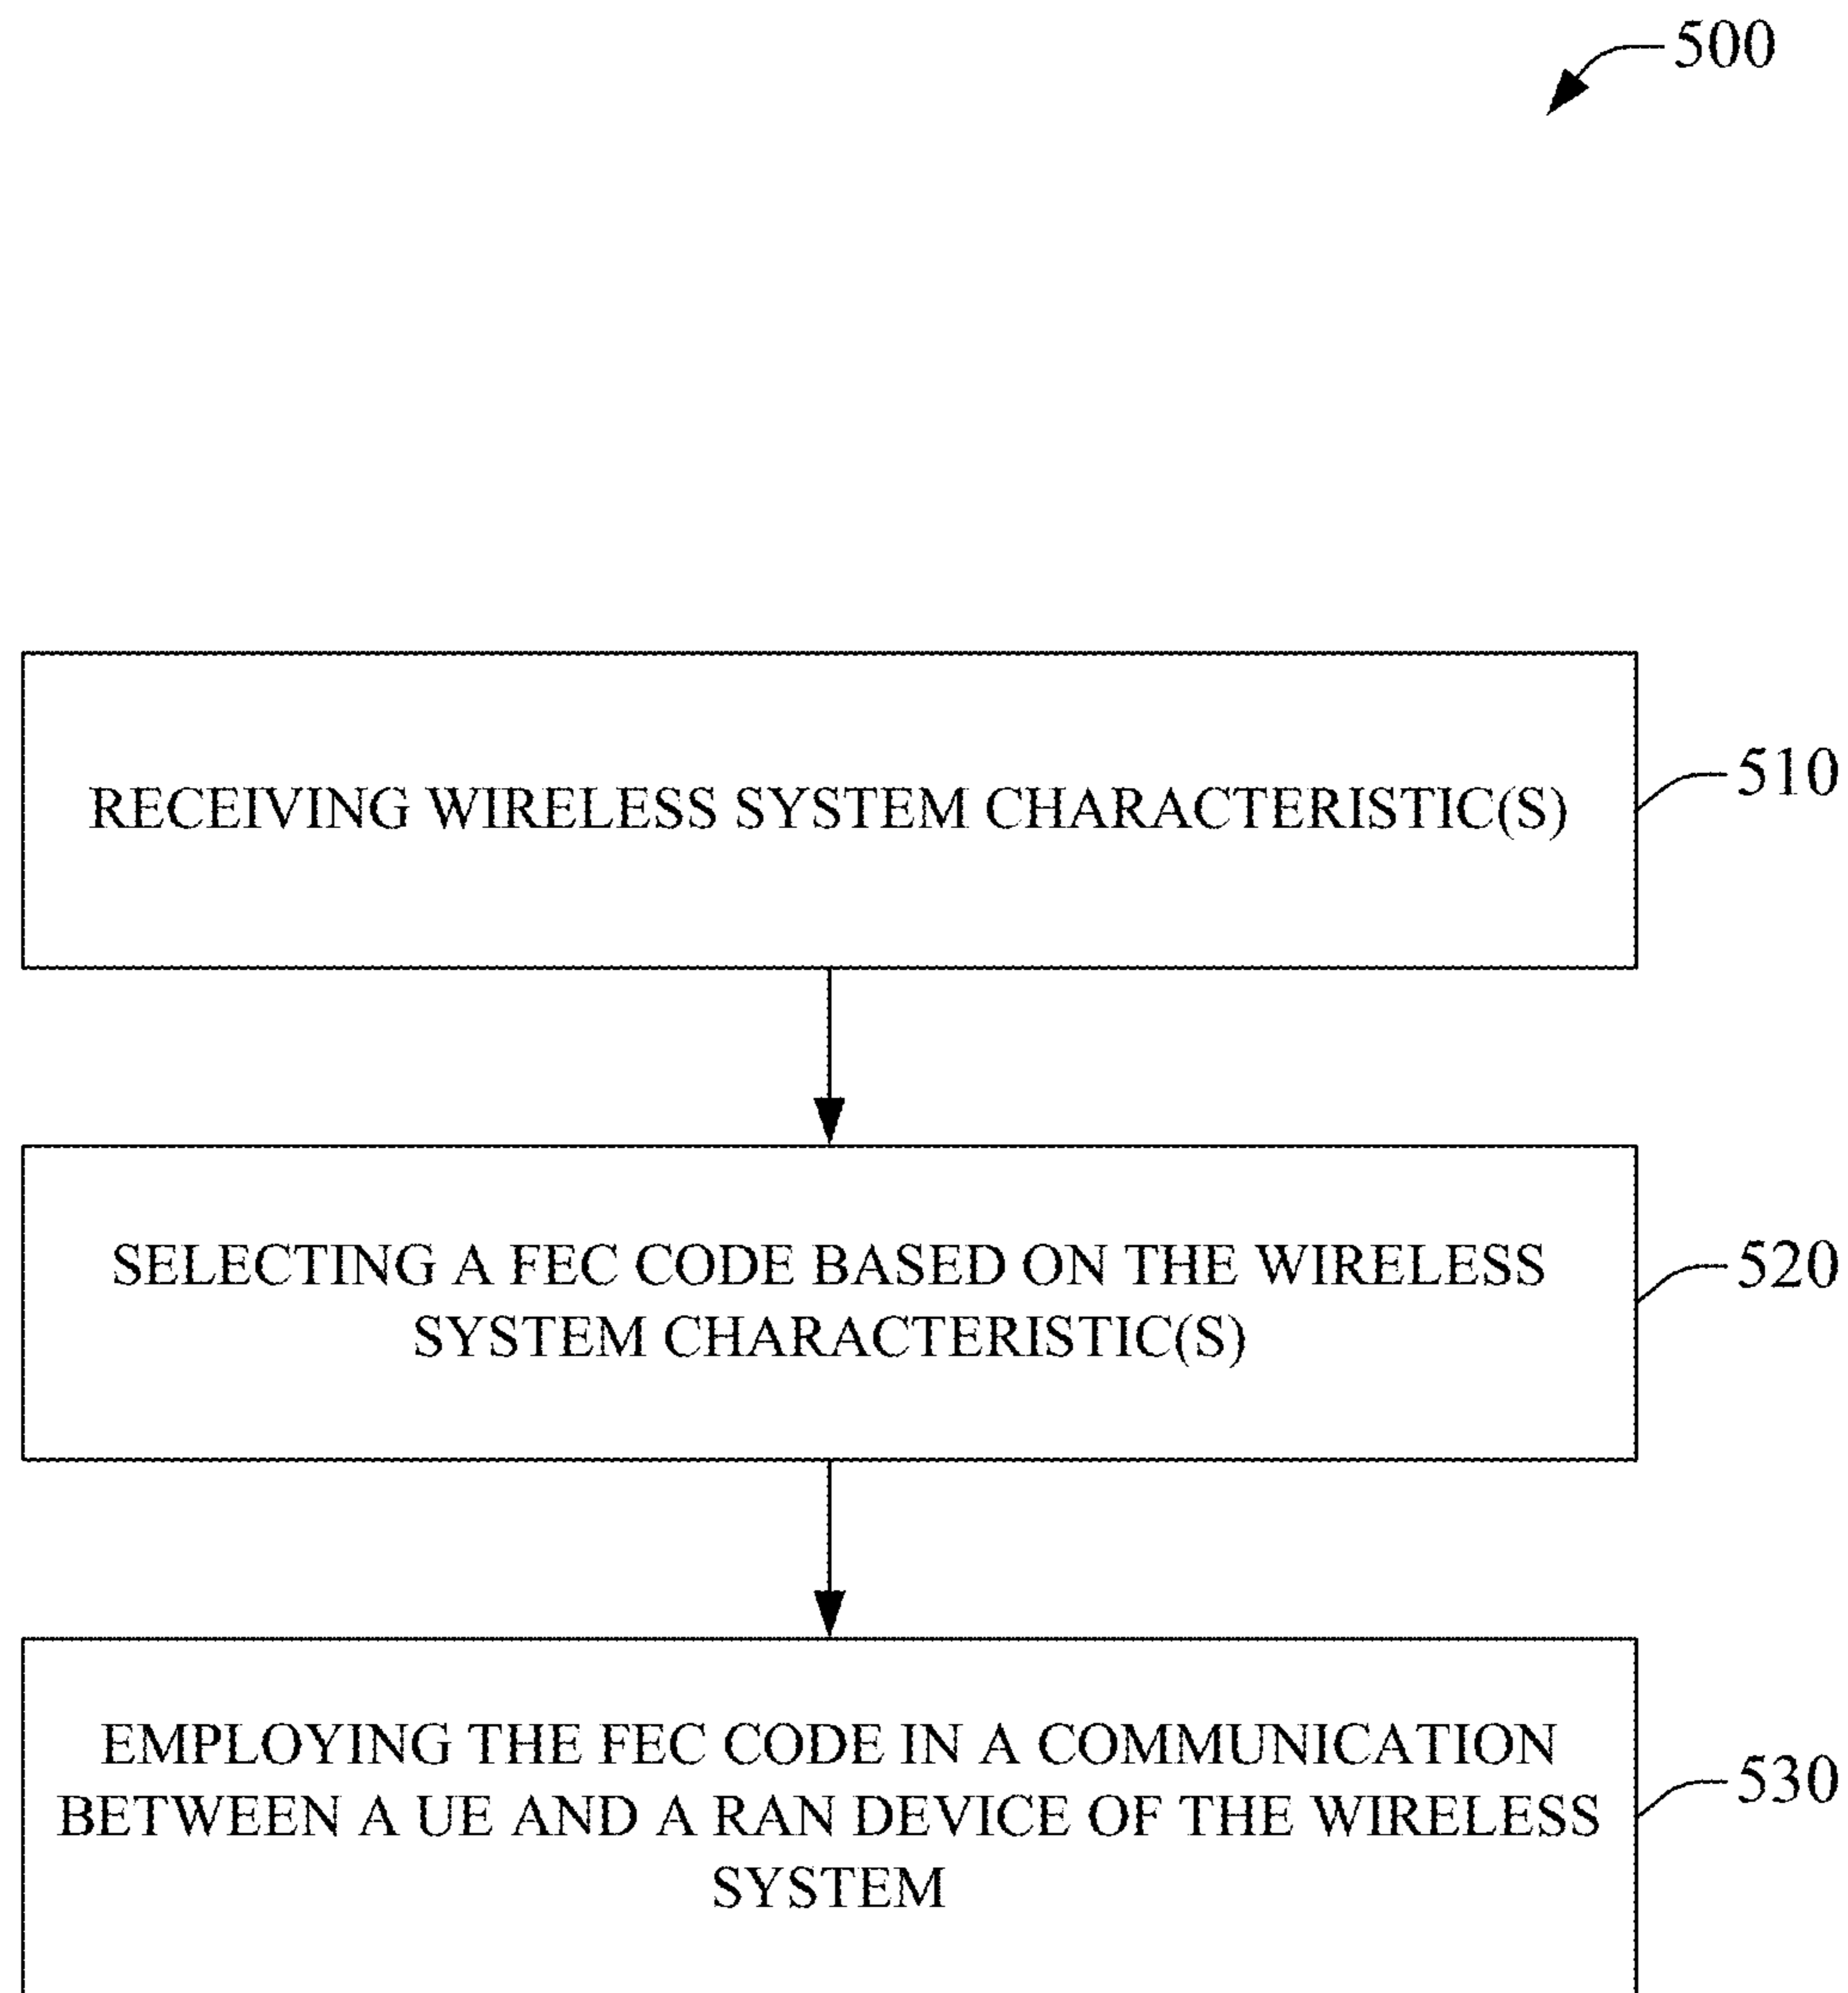 500
RECEIVING WIRELESS SYSTEM CHARACTERISTIC(S)
510
SELECTING A FEC CODE BASED ON THE WIRELESS
SYSTEM CHARACTERISTIC(S)
520
EMPLOYING THE FEC CODE IN A COMMUNICATION
BETWEEN A UE AND A RAN DEVICE OF THE WIRELESS
SYSTEM
530